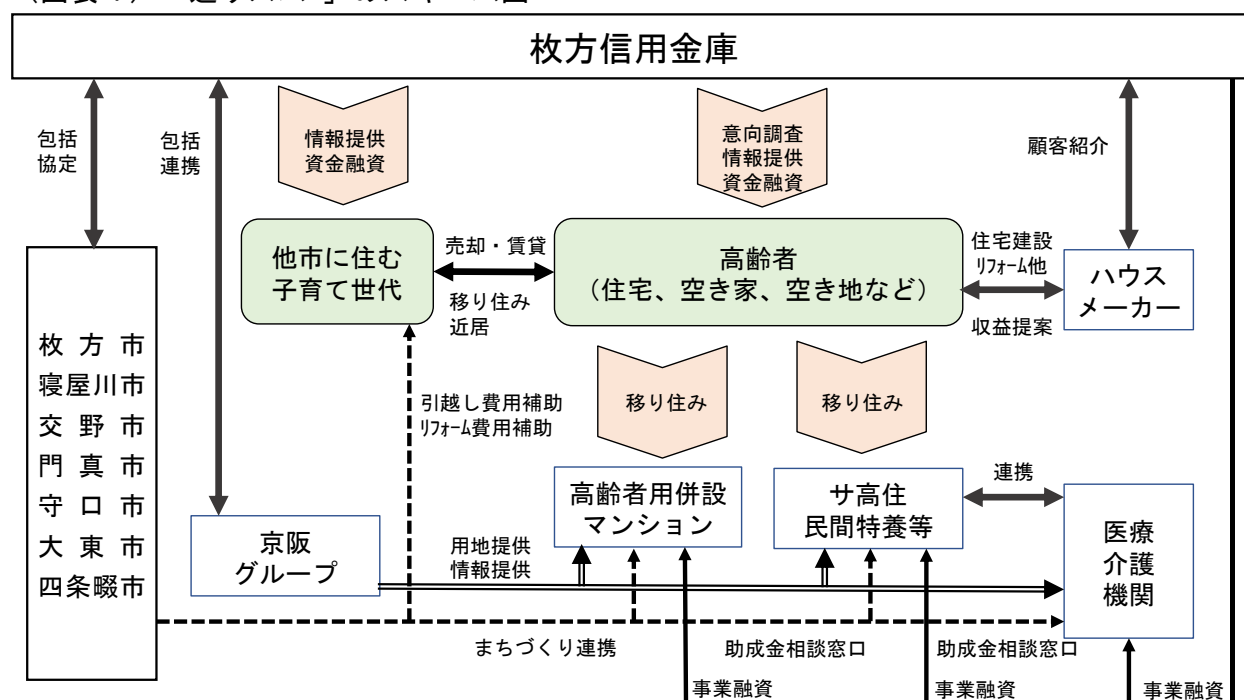 枚方信用金庫
包括
協定
包括
連携
情報提供
資金融資
意向調査
情報提供
資金融資
顧客紹介
他市に住む
子育て世代
売却・賃貸
移り住み
近居
高齢者
（住宅、空き家、空き地など）
住宅建設
ﾘﾌｫｰﾑ他
収益提案
ハウス
メーカー
枚方市
寝屋川市
交野市
門真市
守口市
大東市
四条畷市
引越し費用補助
ﾘﾌｫｰﾑ費用補助
移り住み
移り住み
高齢者用併設
マンション
サ高住
民間特養等
連携
医療
介護
機関
京阪
グループ
用地提供
情報提供
まちづくり連携
助成金相談窓口
助成金相談窓口
事業融資
事業融資
事業融資